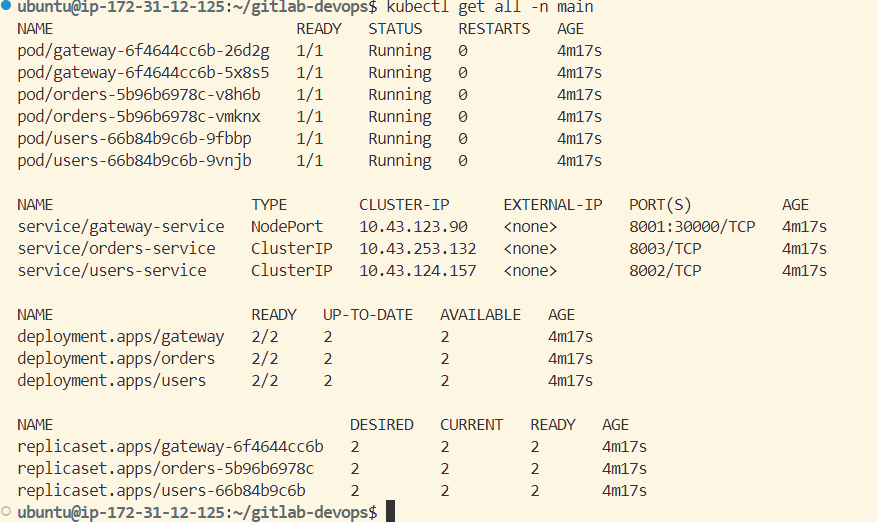 ubuntu@ip-172-31-12-125:~/gitlab-devops$ kubectl get all -n main
NAME READY STATUS RESTARTS AGE
pod/gateway-6f4644cc6b-26d2g 1/1 Running 0 4m17s
pod/gateway-6f4644cc6b-5x8s5 1/1 Running 0 4m17s
pod/orders-5b96b6978c-v8h6b 1/1 Running 0 4m17s
pod/orders-5b96b6978c-vmknx 1/1 Running 0 4m17s
pod/users-66b84b9c6b-9fbbp 1/1 Running 0 4m17s
pod/users-66b84b9c6b-9vnjb 1/1 Running 0 4m17s
NAME TYPE CLUSTER-IP EXTERNAL-IP PORT(S) AGE
service/gateway-service NodePort 10.43.123.90 <none> 8001:30000/TCP 4m17s
service/orders-service ClusterIP 10.43.253.132 <none> 8003/TCP 4m17s
service/users-service ClusterIP 10.43.124.157 <none> 8002/TCP 4m17s
NAME READY UP-TO-DATE AVAILABLE AGE
deployment.apps/gateway 2/2 2 2 4m17s
deployment.apps/orders 2/2 2 2 4m17s
deployment.apps/users 2/2 2 2 4m17s
NAME DESIRED CURRENT READY AGE
replicaset.apps/gateway-6f4644cc6b 2 2 2 4m17s
replicaset.apps/orders-5b96b6978c 2 2 2 4m17s
replicaset.apps/users-66b84b9c6b 2 2 2 4m17s
ubuntu@ip-172-31-12-125:~/gitlab-devops$